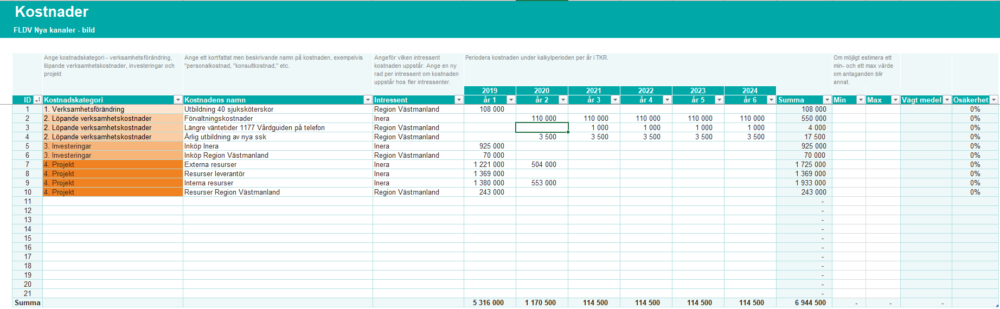 Kostnader
FLDV Nya kanaler - bild
Ange kostnadskategori - verksamhetsförändring,
löpande verksamhetskostnader, investeringar och
projekt
Ange ett kortfattat men beskrivande namn på kostnaden, exempelvis
"personalkostnad, "konsultkostnad," etc.
Angeför vilken intressent
kostnaden uppstår. Ange en ny
rad per intressent om kostnaden
uppstår hos fler intressenter.
Periodera kostnaden under kalkylperioden per år i TKR.
Om möjligt estimera ett
min- och ett max värde
om antaganden blir
annat.
2019 2020 2021 2022 2023 2024
ID Kostnadskategori Kostnadens namn Intressent år 1 år 2 år 3 år 4 år 5 år 6 Summa Min Max Vägt medel Osäkerhet
1 1. Verksamhetsförändring Utbildning 40 sjuksköterskor Region Västmanland 108 000 108 000 0%
2 2. Löpande verksamhetskostnader Förvaltningskostnader Inera 110 000 110 000 110 000 110 000 110 000 550 000 0%
3 2. Löpande verksamhetskostnader Längre väntetider 1177 Vårdguiden på telefon Region Västmanland 1 000 1 000 1 000 1 000 4 000 0%
4 2. Löpande verksamhetskostnader Årlig utbildning av nya ssk Region Västmanland 3 500 3 500 3 500 3 500 3 500 17 500 0%
5 3. Investeringar Inköp Inera Inera 925 000 925 000 0%
6 3. Investeringar Inköp Region Västmanland Region Västmanland 70 000 70 000 0%
7 4. Projekt Externa resurser Inera 1 221 000 504 000 1 725 000 0%
8 4. Projekt Resurser leverantör Inera 1 369 000 1 369 000 0%
9 4. Projekt Interna resurser Inera 1 380 000 553 000 1 933 000 0%
10 4. Projekt Resurser Region Västmanland Region Västmanland 243 000 243 000 0%
11 -
12 -
13 -
14 -
15 -
16 -
17 -
18 -
19 -
20 -
21 -
Summa 5 316 000 1 170 500 114 500 114 500 114 500 114 500 6 944 500 - - -